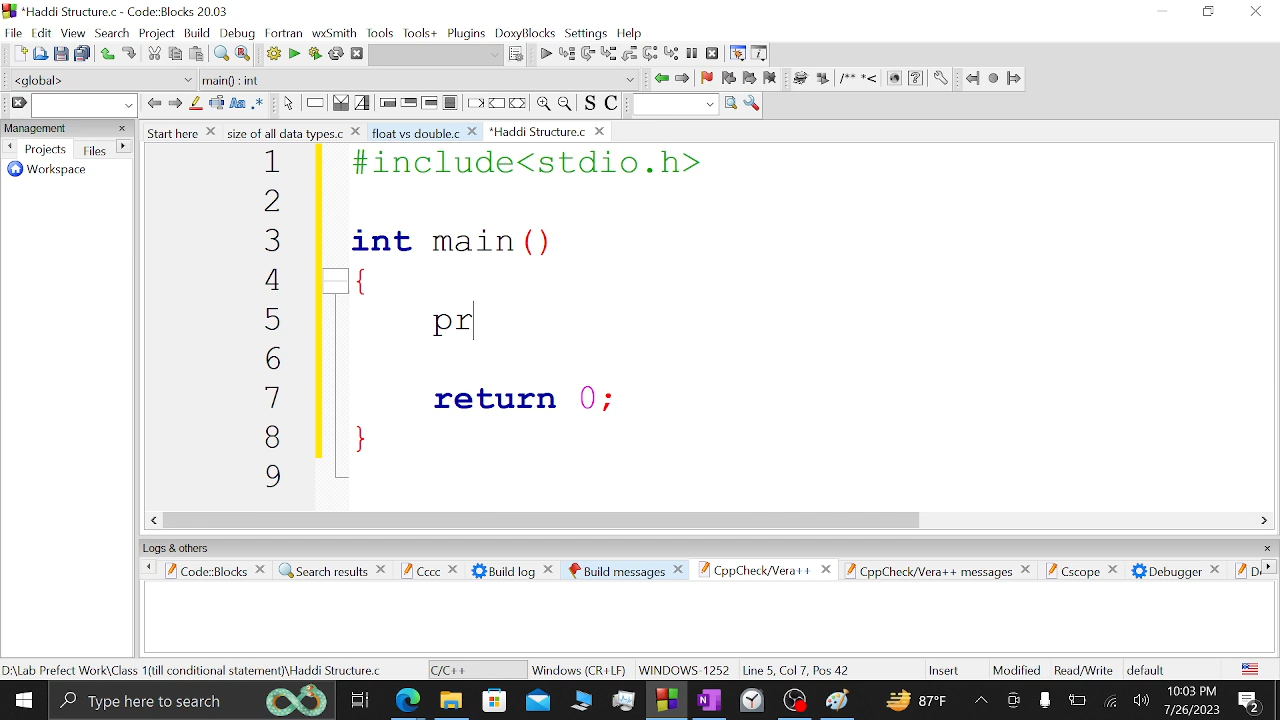 *Haddi Structure.c - Code::Blocks 20.03
File Edit View Search Project Build Debug Fortran wxSmith Tools Tools+ Plugins DoxyBlocks Settings Help
<global> main() : int /** *<
Aa .* S C
Management
Projects Files
Workspace
Start here size of all data types.c float vs double.c *Haddi Structure.c
1 #include<stdio.h>
2
3 int main()
4 {
5 pr
6
7 return 0;
8 }
9
Logs & others
Code::Blocks Search results Cccc Build log Build messages CppCheck/Vera++ CppCheck/Vera++ messages Cscope Debugger
D:\Lab Prefect Work\Class 1(till conditional statement)\Haddi Structure.c C/C++ Windows (CR+LF) WINDOWS-1252 Line 5, Col 7, Pos 42 Insert Modified Read/Write default
Type here to search 87°F 10:03 PM
7/26/2023 2